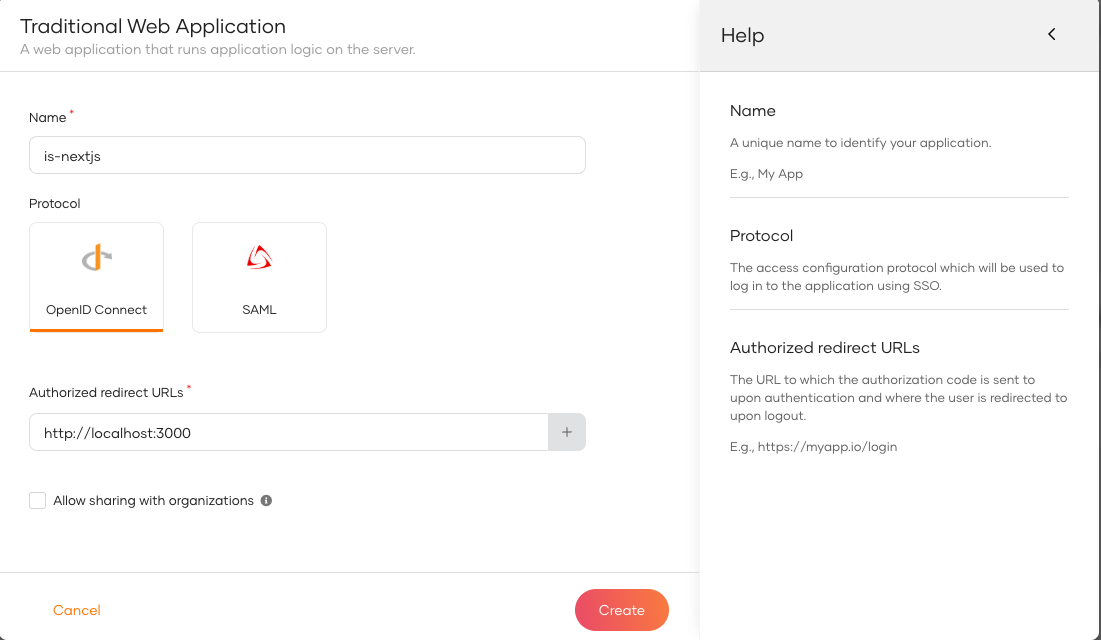 Traditional Web Application
A web application that runs application logic on the server.
Name *
is-nextjs
Protocol
OpenID Connect
SAML
Authorized redirect URLs *
http://localhost:3000
+
Allow sharing with organizations
Cancel
Create
Help
Name
A unique name to identify your application.
E.g., My App
Protocol
The access configuration protocol which will be used to
log in to the application using SSO.
Authorized redirect URLs
The URL to which the authorization code is sent to
upon authentication and where the user is redirected to
upon logout.
E.g., https://myapp.io/login